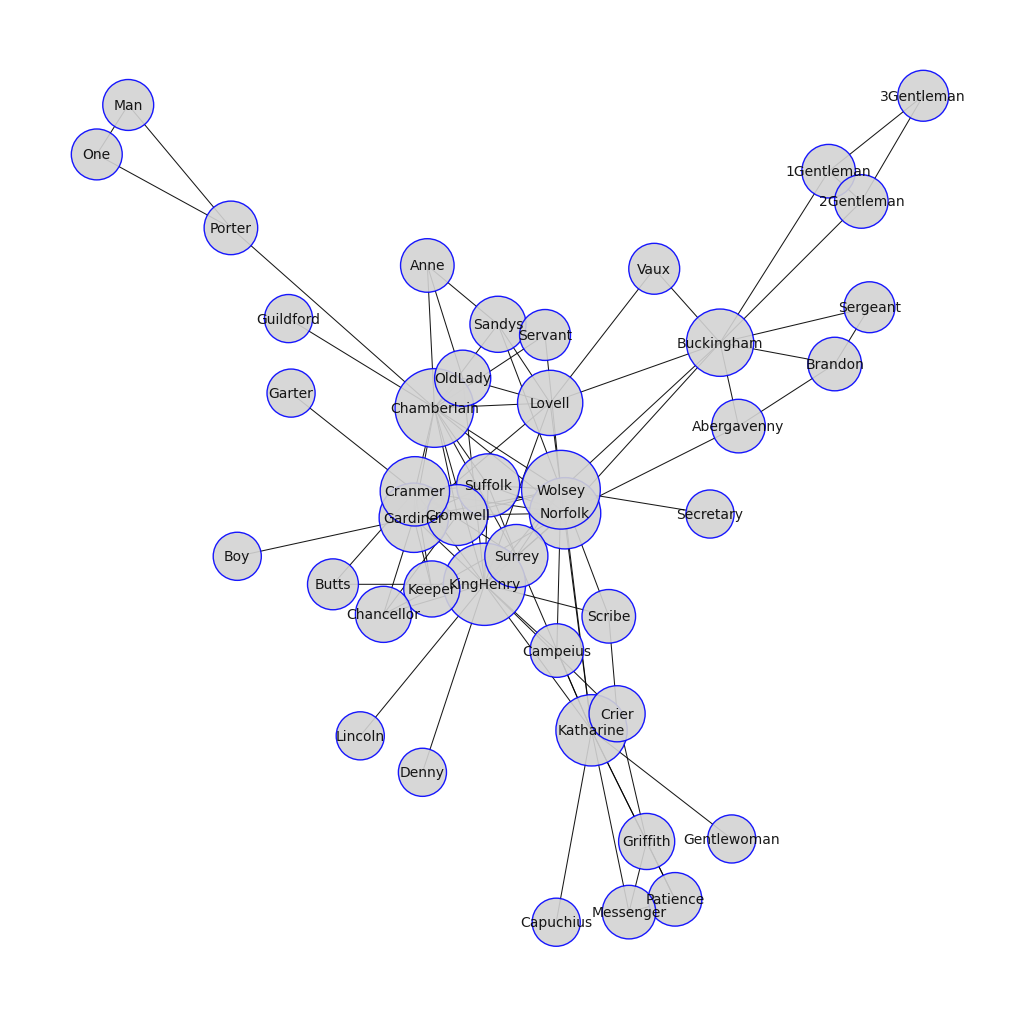 3Gentleman
Man
One
1Gentleman
2Gentleman
Porter
Anne
Vaux
Sergeant
Guildford
Sandys
Servant
Buckingham
Brandon
OldLady
Garter
Chamberlain
Lovell
Abergavenny
Suffolk
Cranmer
Wolsey
Norfolk
Secretary
Cromwell
Gardiner
Boy
Surrey
Butts
KingHenry
Keeper
Chancellor
Scribe
Campeius
Crier
Katharine
Lincoln
Denny
Gentlewoman
Griffith
Patience
Messenger
Capuchius